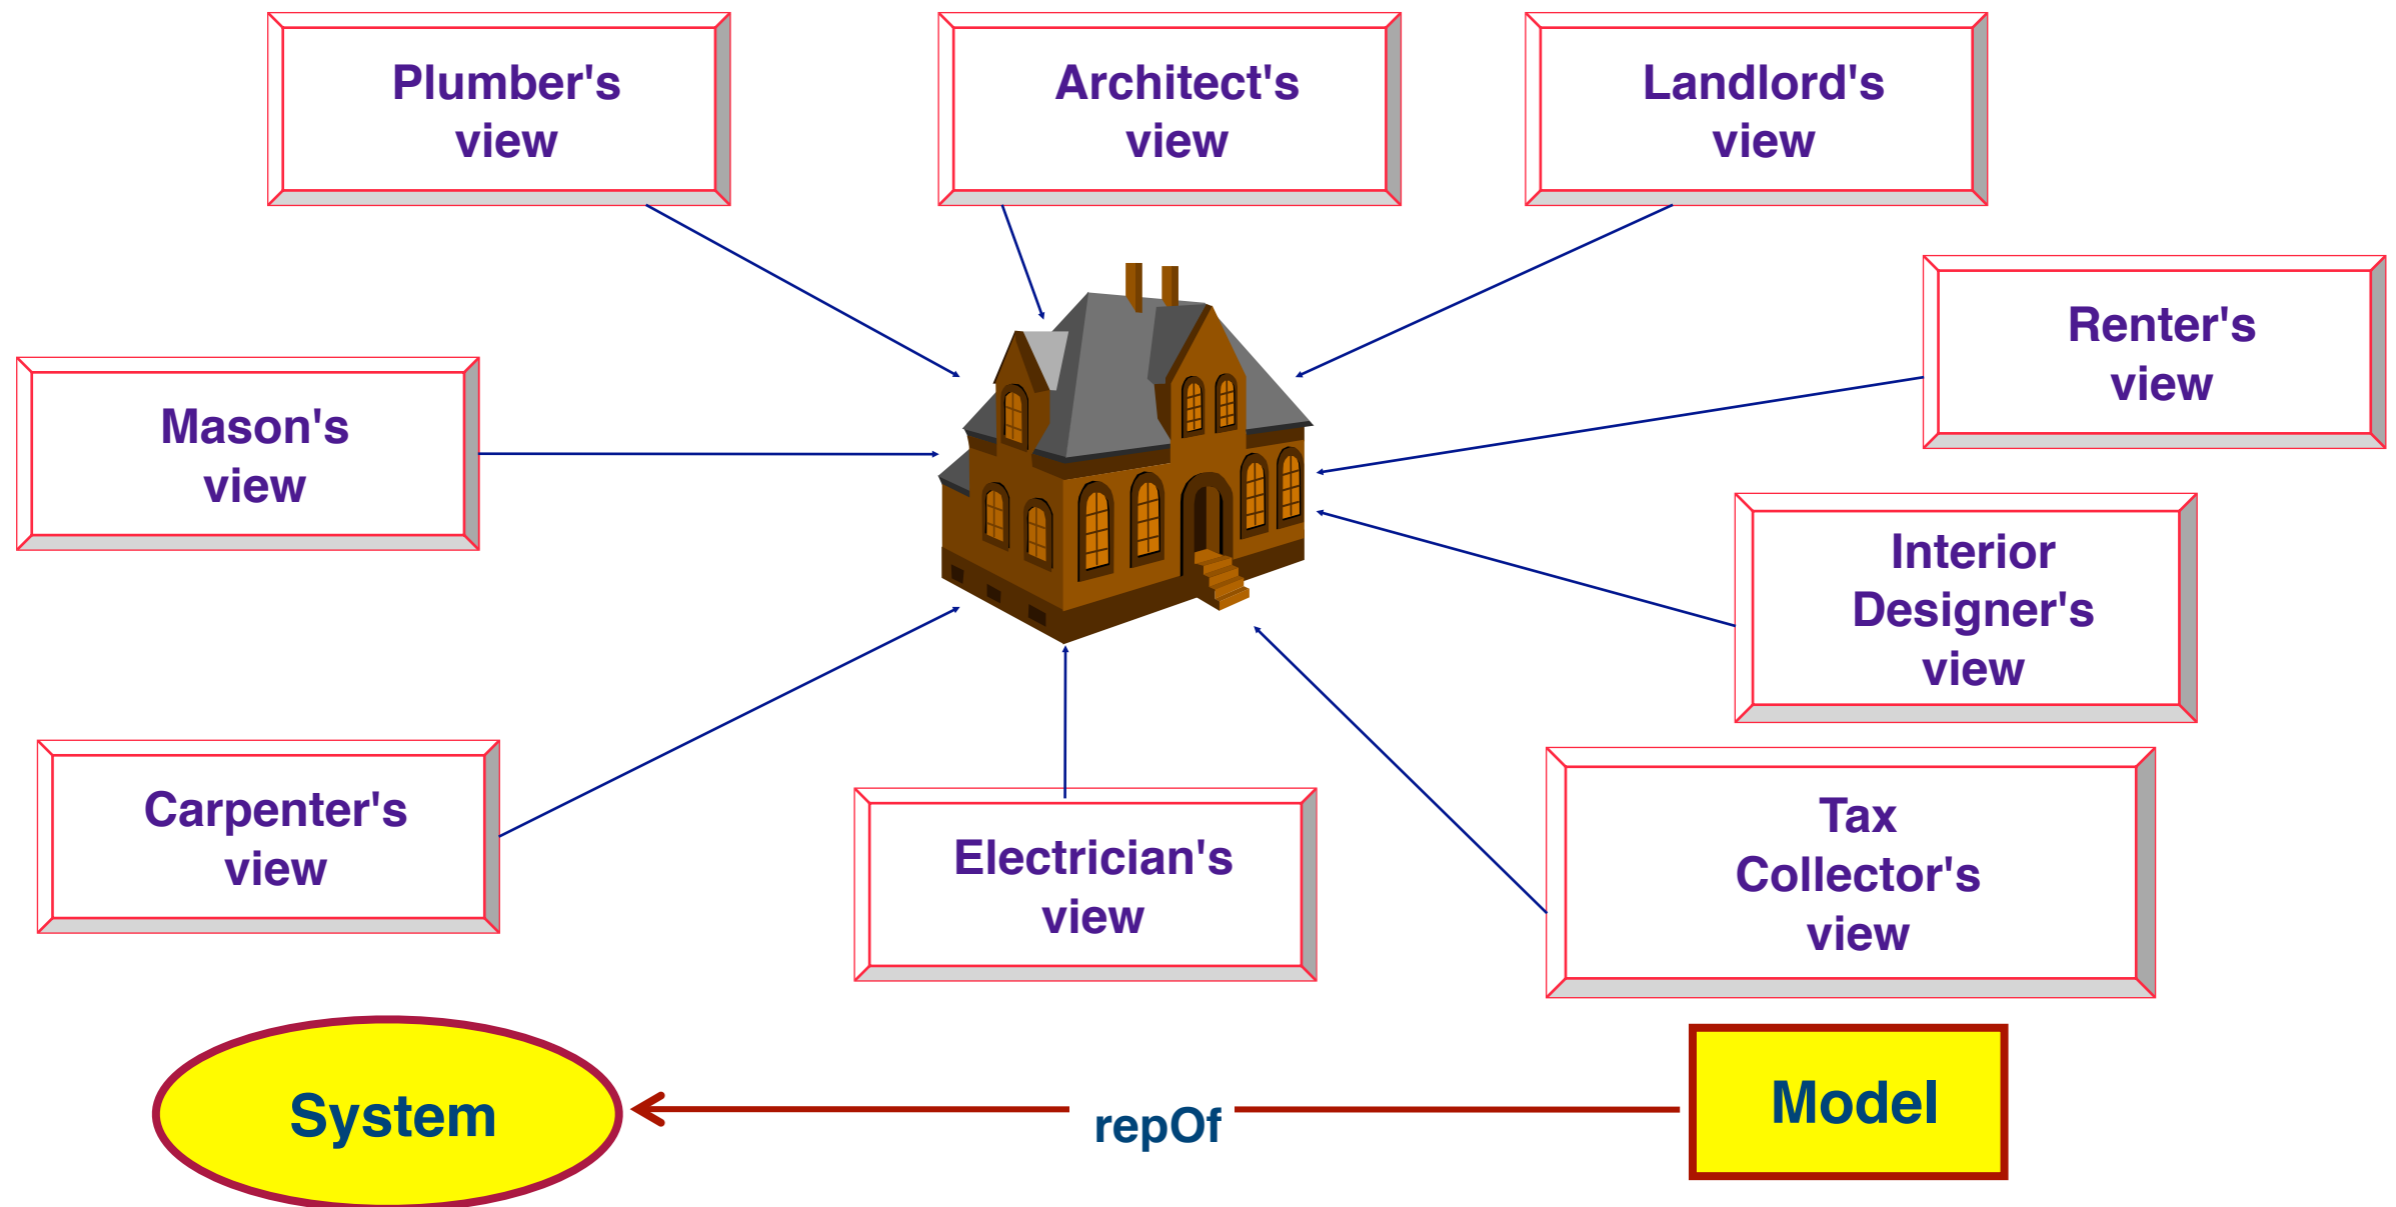 Plumber's
view
Architect's
view
Landlord's
view
Renter's
view
Mason's
view
Interior
Designer's
view
Carpenter's
view
Electrician's
view
Tax
Collector's
view
System
repOf
Model